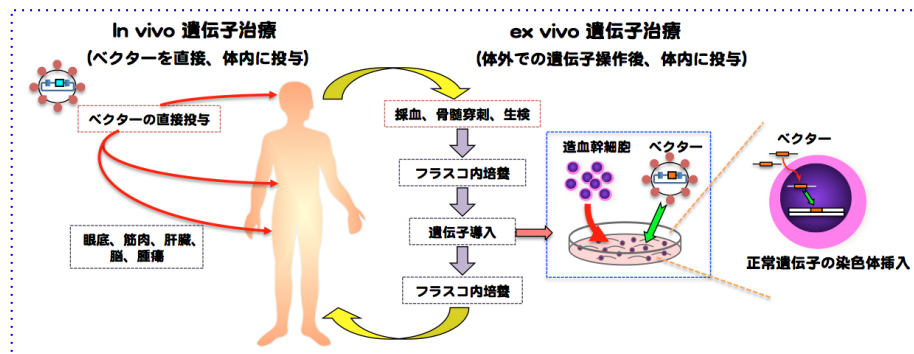 In vivo 遺伝子治療
(ベクターを直接、体内に投与)
ベクターの直接投与
眼底、筋肉、肝臓、
脳、腫瘍
ex vivo 遺伝子治療
(体外での遺伝子操作後、体内に投与)
採血、骨髄穿刺、生検
フラスコ内培養
遺伝子導入
フラスコ内培養
造血幹細胞
ベクター
ベクター
正常遺伝子の染色体挿入